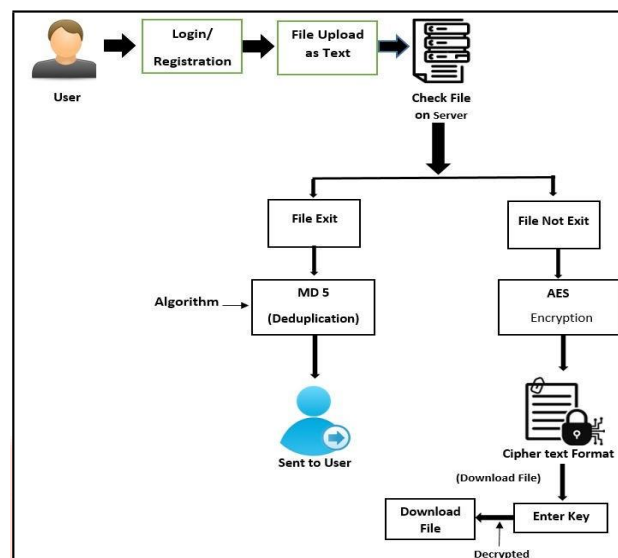 User
Login/
Registration
File Upload
as Text
Check File
on Server
File Exit
File Not Exit
Algorithm
MD 5
(Deduplication)
AES
Encryption
Sent to User
Cipher text Format
(Download File)
Enter Key
Download
File
Decrypted